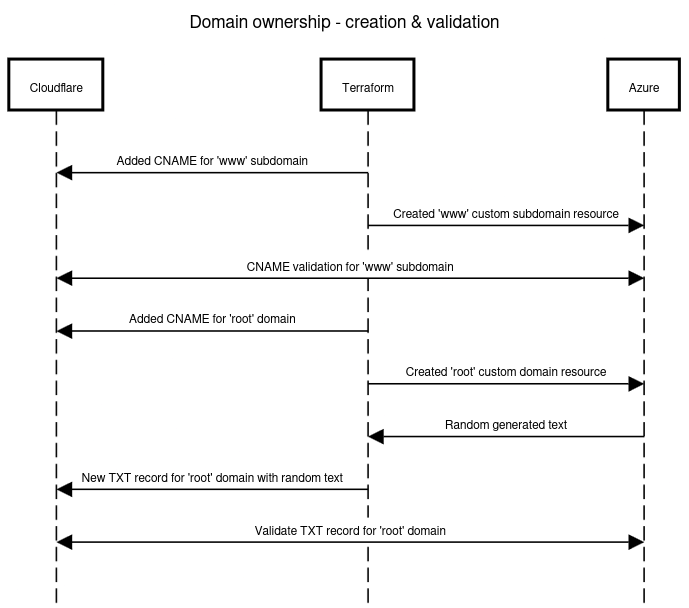 Domain ownership - creation & validation
Cloudflare
Terraform
Azure
Added CNAME for 'www' subdomain
Created 'www' custom subdomain resource
CNAME validation for 'www' subdomain
Added CNAME for 'root' domain
Created 'root' custom domain resource
Random generated text
New TXT record for 'root' domain with random text
Validate TXT record for 'root' domain